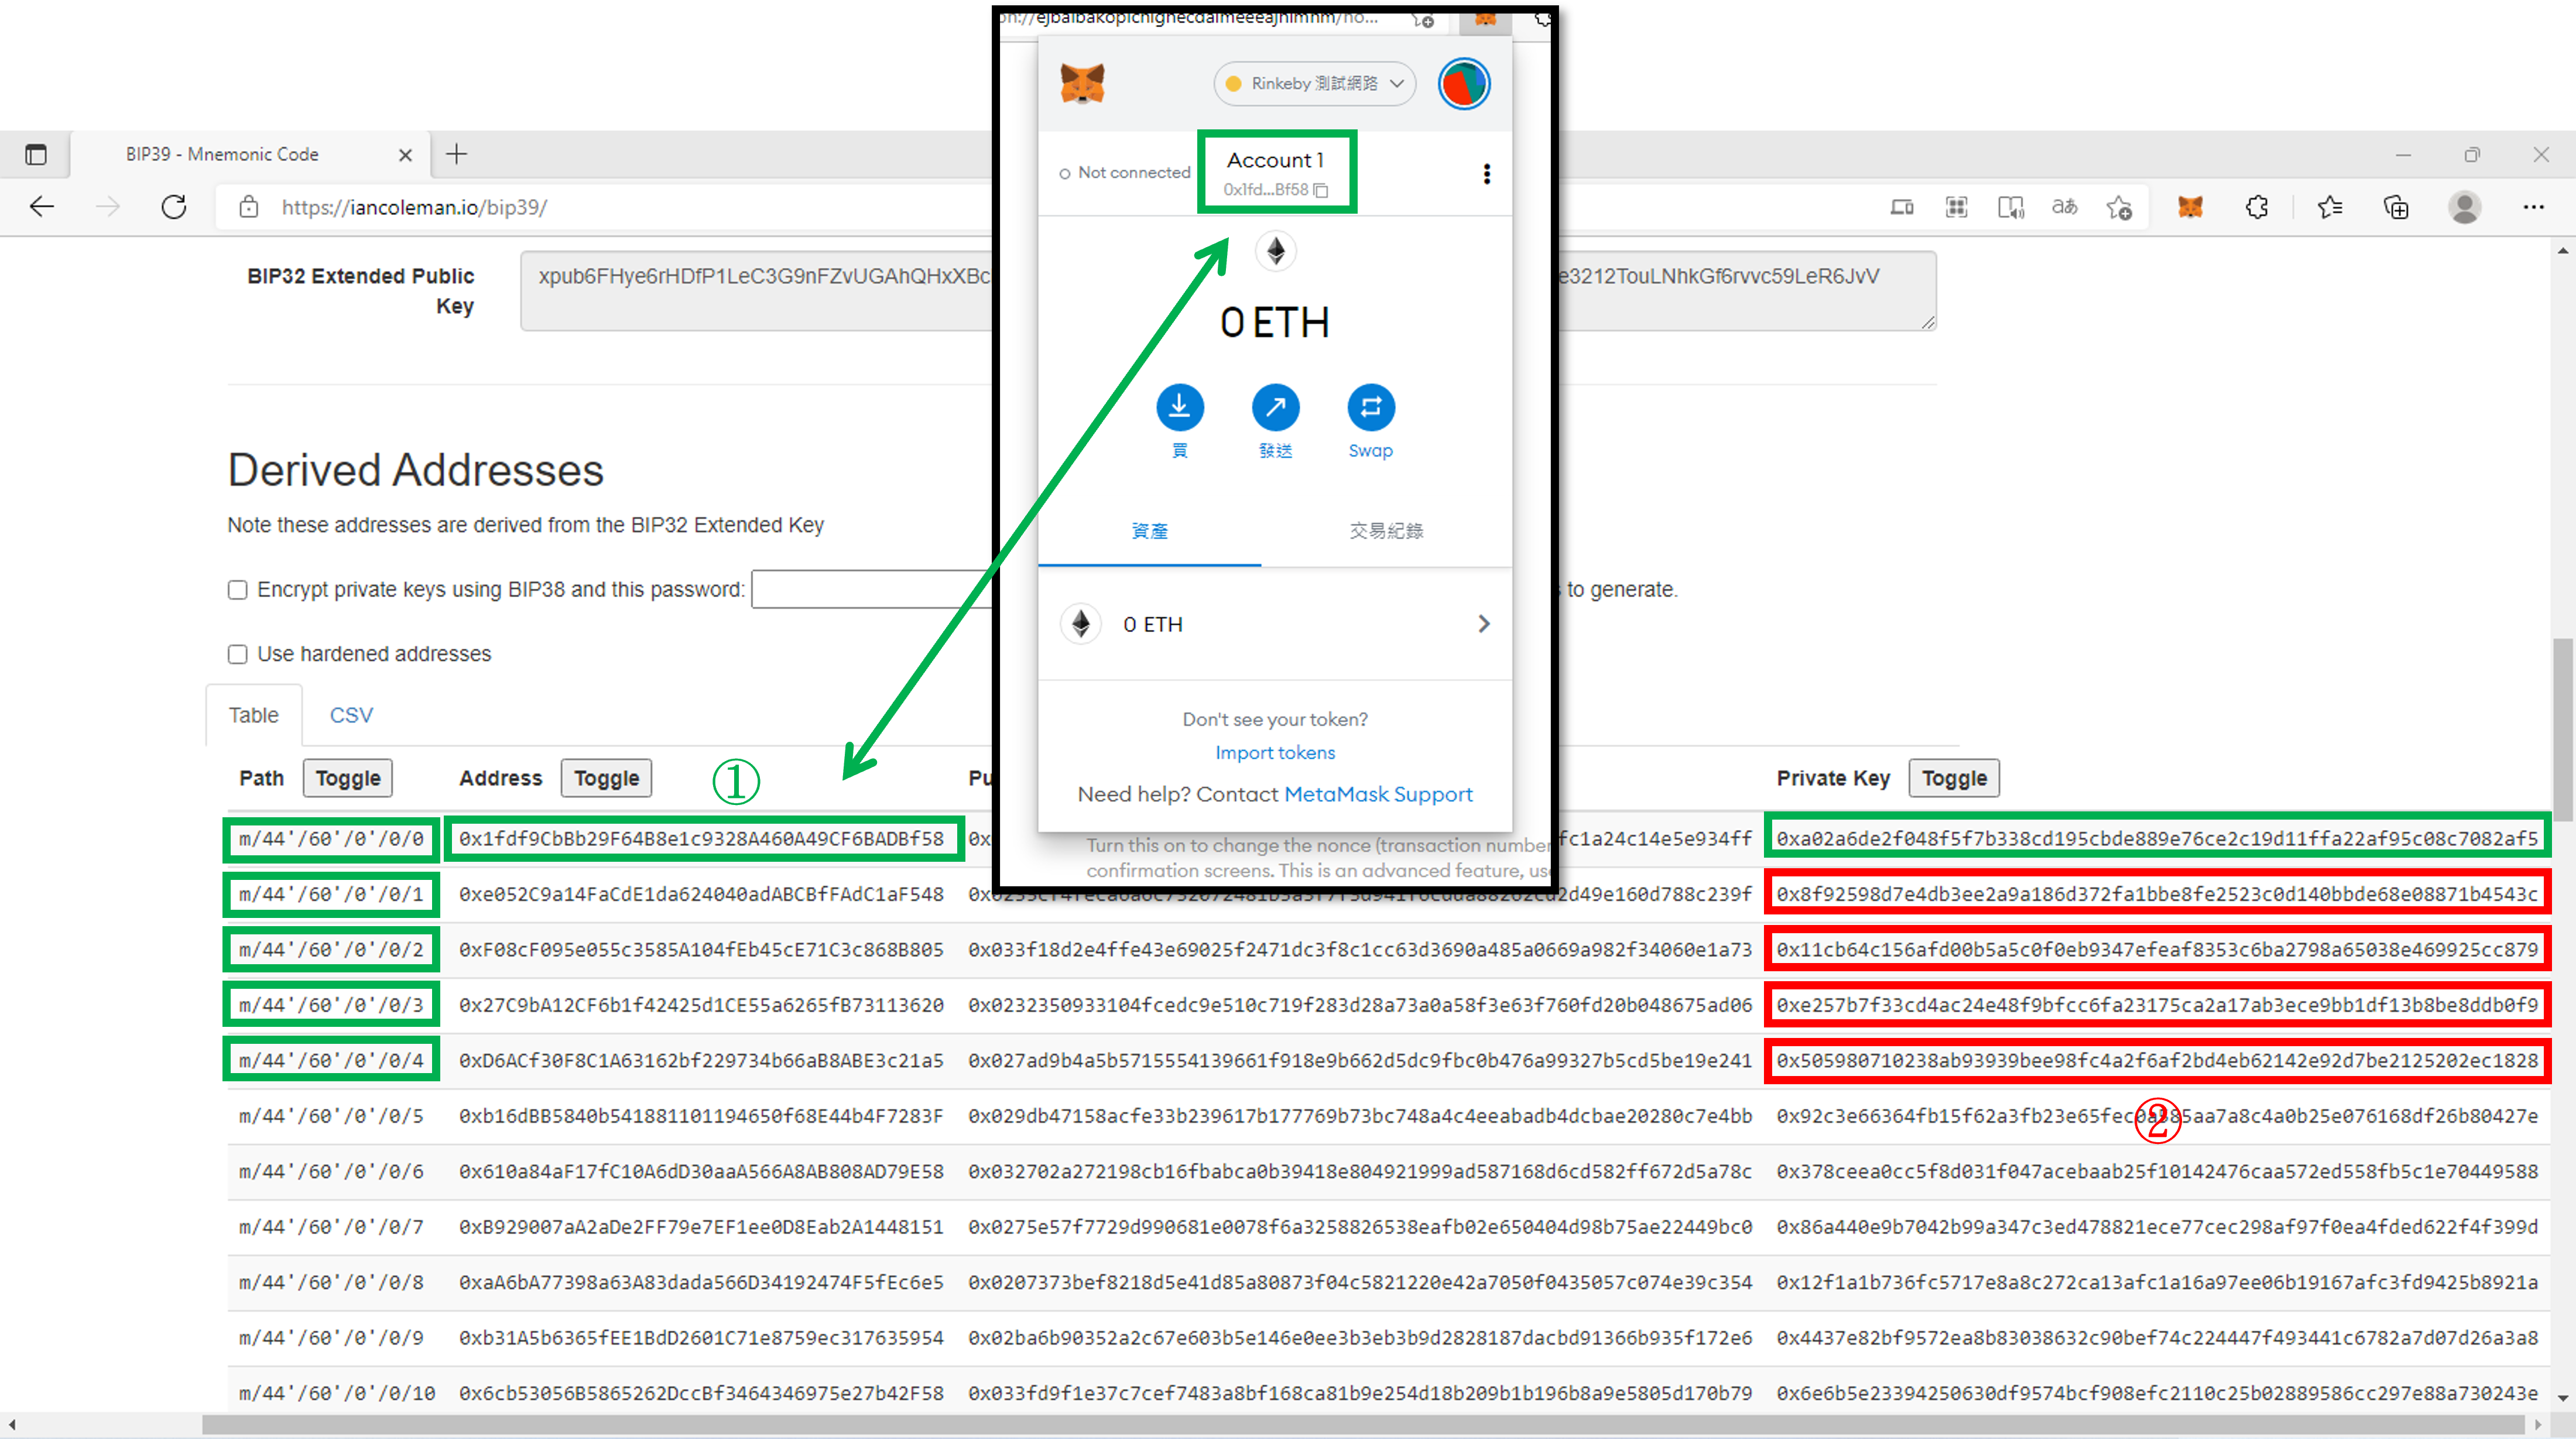 BIP39 - Mnemonic Code
https://iancoleman.io/bip39/
Rinkeby 測試網路
Not connected
Account 1
0x1fd...Bf58
0 ETH
買
發送
Swap
資產
交易紀錄
0 ETH
Don't see your token?
Import tokens
Need help? Contact MetaMask Support
Turn this on to change the nonce (transaction number
confirmation screens. This is an advanced feature,
BIP32 Extended Public
Key
xpub6FHye6rHDfP1LeC3G9nFZvUGAhQHxXBc
e3212TouLNhkGf6rvvc59LeR6JvV
Derived Addresses
Note these addresses are derived from the BIP32 Extended Key
Encrypt private keys using BIP38 and this password: to generate.
Use hardened addresses
Table CSV
Path Toggle Address Toggle ① Pu Private Key Toggle
m/44'/60'/0'/0/0 0x1fdf9CbBb29F64B8e1c9328A460A49CF6BADBf58 0x fc1a24c14e5e934ff 0xa02a6de2f048f5f7b338cd195cbde889e76ce2c19d11ffa22af95c08c7082af5
m/44'/60'/0'/0/1 0xe052C9a14FaCdE1da624040adABCBfFAdC1aF548 2d49e160d788c239f 0x8f92598d7e4db3ee2a9a186d372fa1bbe8fe2523c0d140bbde68e08871b4543c
m/44'/60'/0'/0/2 0xF08cF095e055c3585A104fEb45cE71C3c868B805 0x033f18d2e4ffe43e69025f2471dc3f8c1cc63d3690a485a0669a982f34060e1a73 0x11cb64c156afd00b5a5c0f0eb9347efeaf8353c6ba2798a65038e469925cc879
m/44'/60'/0'/0/3 0x27C9bA12CF6b1f42425d1CE55a6265fB73113620 0x0232350933104fcedc9e510c719f283d28a73a0a58f3e63f760fd20b048675ad06 0xe257b7f33cd4ac24e48f9bfcc6fa23175ca2a17ab3ece9bb1df13b8be8ddb0f9
m/44'/60'/0'/0/4 0xD6ACf30F8C1A63162bf229734b66aB8ABE3c21a5 0x027ad9b4a5b5715554139661f918e9b662d5dc9fbc0b476a99327b5cd5be19e241 0x505980710238ab93939bee98fc4a2f6af2bd4eb62142e92d7be2125202ec1828
m/44'/60'/0'/0/5 0xb16dBB5840b541881101194650f68E44b4F7283F 0x029db47158acfe33b239617b177769b73bc748a4c4eeabadb4dcbae20280c7e4bb
②
m/44'/60'/0'/0/6 0x610a84aF17fC10A6dD30aaA566A8AB808AD79E58 0x032702a272198cb16fbabca0b39418e804921999ad587168d6cd582ff672d5a78c 0x378ceea0cc5f8d031f047acebaab25f10142476caa572ed558fb5c1e70449588
m/44'/60'/0'/0/7 0xB929007aA2aDe2FF79e7EF1ee0D8Eab2A1448151 0x0275e57f7729d990681e0078f6a3258826538eafb02e650404d98b75ae22449bc0 0x86a440e9b7042b99a347c3ed478821ece77cec298af97f0ea4fded622f4f399d
m/44'/60'/0'/0/8 0xaA6bA77398a63A83dada566D34192474F5fEc6e5 0x0207373bef8218d5e41d85a80873f04c5821220e42a7050f0435057c074e39c354 0x12f1a1b736fc5717e8a8c272ca13afc1a16a97ee06b19167afc3fd9425b8921a
m/44'/60'/0'/0/9 0xb31A5b6365fEE1BdD2601C71e8759ec317635954 0x02ba6b90352a2c67e603b5e146e0ee3b3eb3b9d2828187dacbd91366b935f172e6 0x4437e82bf9572ea8b83038632c90bef74c224447f493441c6782a7d07d26a3a8
m/44'/60'/0'/0/10 0x6cb53056B5865262DccBf3464346975e27b42F58 0x033fd9f1e37c7cef7483a8bf168ca81b9e254d18b209b1b196b8a9e5805d170b79 0x6e6b5e23394250630df9574bcf908efc2110c25b02889586cc297e88a730243e